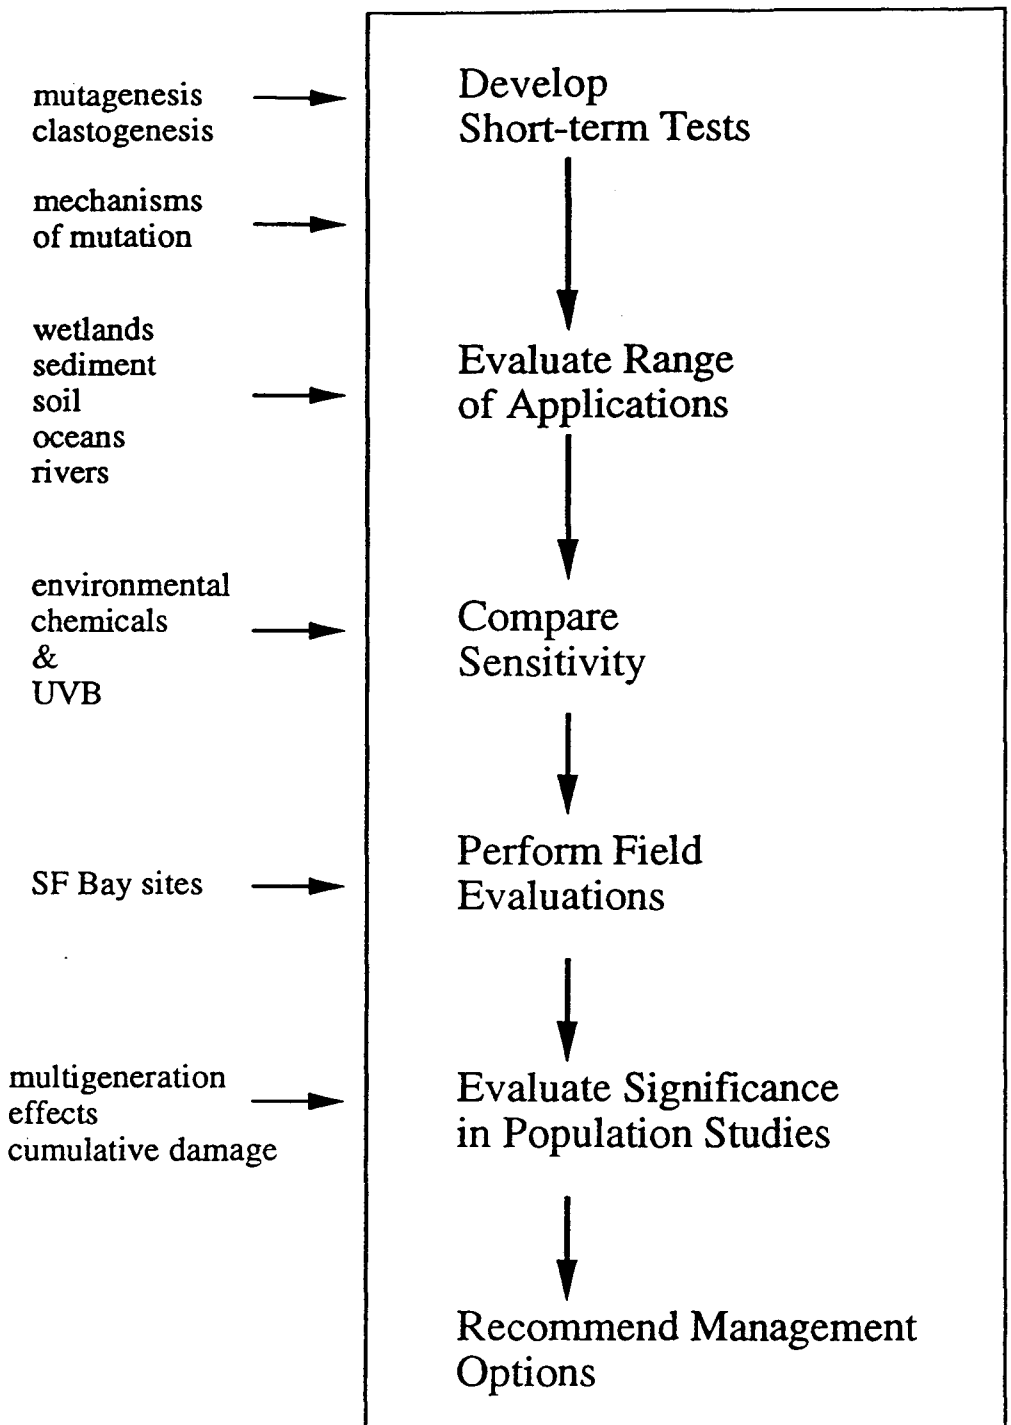 mutagenesis
clastogenesis
Develop
Short-term Tests
mechanisms
of mutation
wetlands
sediment
soil
oceans
rivers
Evaluate Range
of Applications
environmental
chemicals
&
UVB
Compare
Sensitivity
SF Bay sites
Perform Field
Evaluations
multigeneration
effects
cumulative damage
Evaluate Significance
in Population Studies
Recommend Management
Options